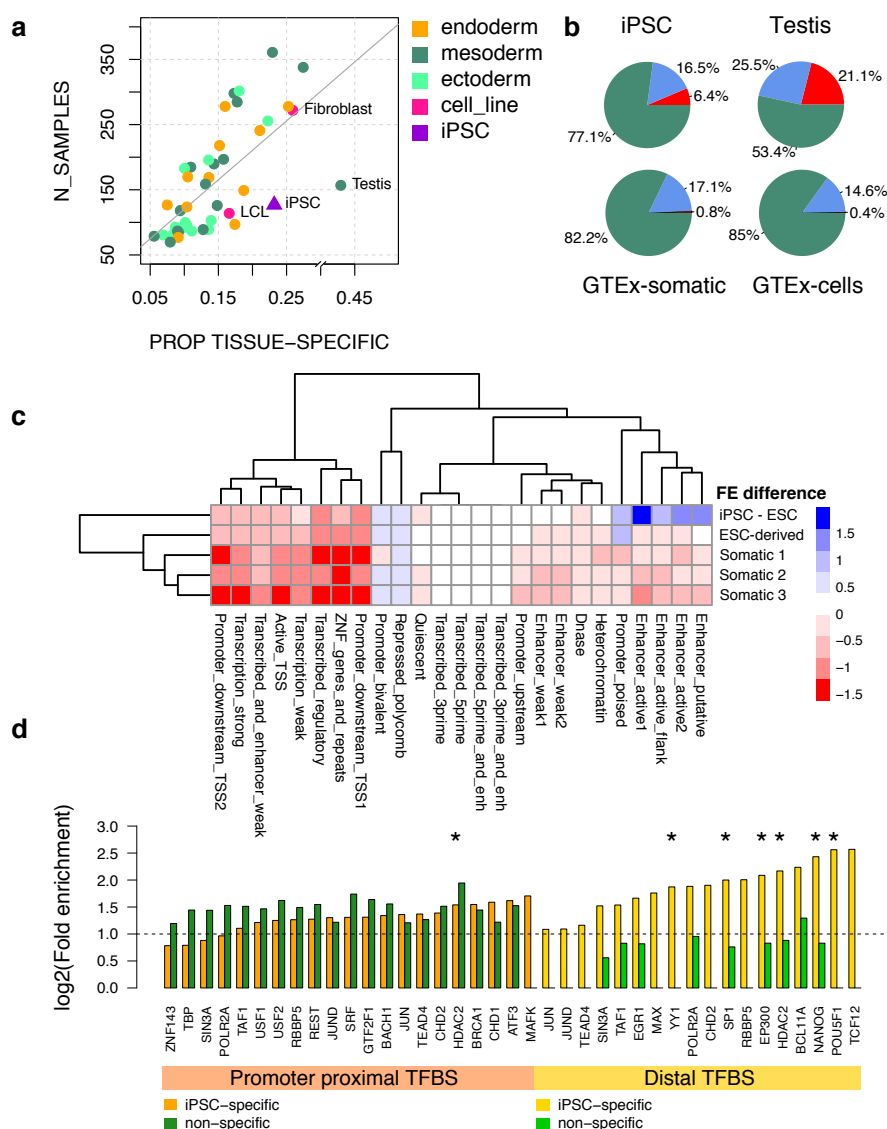 a
N_SAMPLES
350
250
150
50
0.05
0.15
0.25
0.45
PROP TISSUE−SPECIFIC
Fibroblast
Testis
LCL
iPSC
endoderm
mesoderm
ectoderm
cell_line
iPSC
b
iPSC
Testis
16.5%
6.4%
77.1%
25.5%
21.1%
53.4%
17.1%
0.8%
82.2%
14.6%
0.4%
85%
GTEx-somatic
GTEx-cells
c
FE difference
iPSC - ESC
ESC-derived
Somatic 1
Somatic 2
Somatic 3
1.5
1
0.5
0
−0.5
−1
−1.5
Promoter_downstream_TSS2
Transcription_strong
Transcribed_and_enhancer_weak
Active_TSS
Transcription_weak
Transcribed_regulatory
ZNF_genes_and_repeats
Promoter_downstream_TSS1
Promoter_bivalent
Repressed_polycomb
Quiescent
Transcribed_3prime
Transcribed_5prime
Transcribed_5prime_and_enh
Transcribed_3prime_and_enh
Promoter_upstream
Enhancer_weak1
Enhancer_weak2
Dnase
Heterochromatin
Promoter_poised
Enhancer_active1
Enhancer_active_flank
Enhancer_active2
Enhancer_putative
d
log2(Fold enrichment)
3.0
2.5
2.0
1.5
1.0
0.5
0.0
*
*
*
*
*
*
*
ZNF143
TBP
SIN3A
POLR2A
TAF1
USF1
USF2
RBBP5
REST
JUND
SRF
GTF2F1
BACH1
JUN
TEAD4
CHD2
HDAC2
BRCA1
CHD1
ATF3
MAFK
JUN
JUND
TEAD4
SIN3A
TAF1
EGR1
MAX
YY1
POLR2A
CHD2
SP1
RBBP5
EP300
HDAC2
BCL11A
NANOG
POU5F1
TCF12
Promoter proximal TFBS
Distal TFBS
iPSC-specific
non-specific
iPSC-specific
non-specific